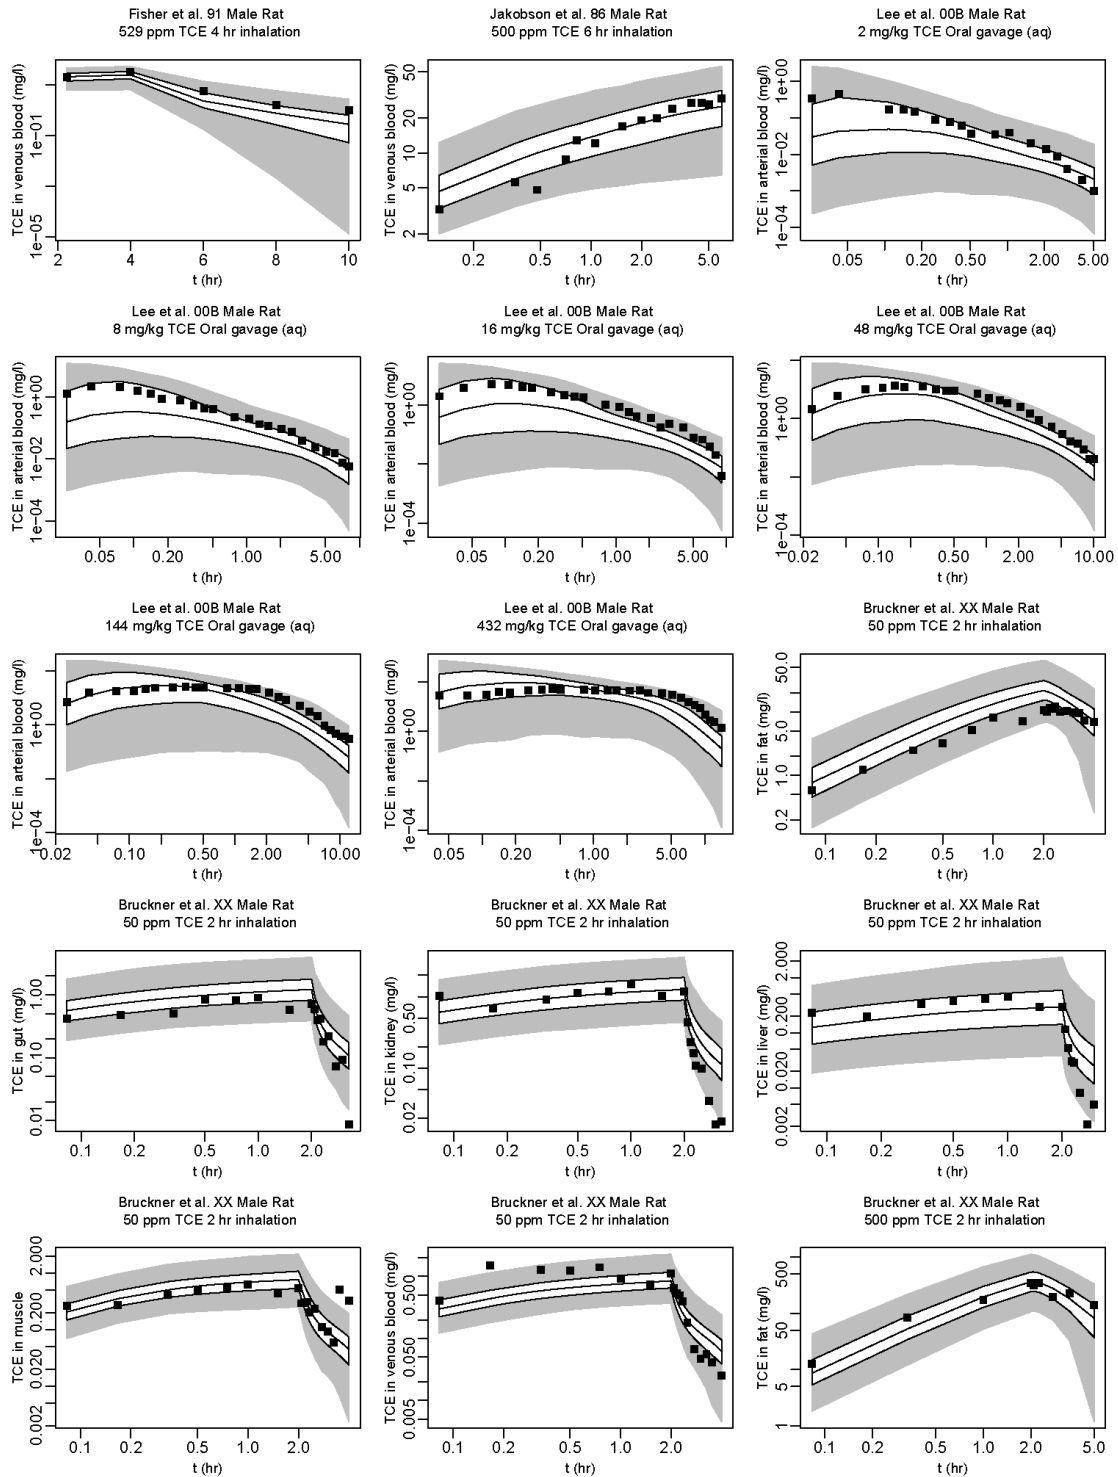 Fisher et al. 91 Male Rat
529 ppm TCE 4 hr inhalation
TCE in venous blood (mg/l)
1e-05 1e-01
2 4 6 8 10
t (hr)
Jakobson et al. 86 Male Rat
500 ppm TCE 6 hr inhalation
TCE in venous blood (mg/l)
2 5 10 20 50
0.2 0.5 1.0 2.0 5.0
t (hr)
Lee et al. 00B Male Rat
2 mg/kg TCE Oral gavage (aq)
TCE in arterial blood (mg/l)
1e-04 1e-02 1e+00
0.05 0.20 0.50 2.00 5.00
t (hr)
Lee et al. 00B Male Rat
8 mg/kg TCE Oral gavage (aq)
TCE in arterial blood (mg/l)
1e-04 1e-02 1e+00
0.05 0.20 1.00 5.00
t (hr)
Lee et al. 00B Male Rat
16 mg/kg TCE Oral gavage (aq)
TCE in arterial blood (mg/l)
1e-04 1e+00
0.05 0.20 1.00 5.00
t (hr)
Lee et al. 00B Male Rat
48 mg/kg TCE Oral gavage (aq)
TCE in arterial blood (mg/l)
1e-04 1e+00
0.02 0.10 0.50 2.00 10.00
t (hr)
Lee et al. 00B Male Rat
144 mg/kg TCE Oral gavage (aq)
TCE in arterial blood (mg/l)
1e-04 1e+00
0.02 0.10 0.50 2.00 10.00
t (hr)
Lee et al. 00B Male Rat
432 mg/kg TCE Oral gavage (aq)
TCE in arterial blood (mg/l)
1e-04 1e+00
0.05 0.20 1.00 5.00
t (hr)
Bruckner et al. XX Male Rat
50 ppm TCE 2 hr inhalation
TCE in fat (mg/l)
0.2 1.0 5.0 50.0
0.1 0.2 0.5 1.0 2.0
t (hr)
Bruckner et al. XX Male Rat
50 ppm TCE 2 hr inhalation
TCE in gut (mg/l)
0.01 0.10 1.00
0.1 0.2 0.5 1.0 2.0
t (hr)
Bruckner et al. XX Male Rat
50 ppm TCE 2 hr inhalation
TCE in kidney (mg/l)
0.02 0.10 0.50
0.1 0.2 0.5 1.0 2.0
t (hr)
Bruckner et al. XX Male Rat
50 ppm TCE 2 hr inhalation
TCE in liver (mg/l)
0.002 0.020 0.200 2.000
0.1 0.2 0.5 1.0 2.0
t (hr)
Bruckner et al. XX Male Rat
50 ppm TCE 2 hr inhalation
TCE in muscle
0.002 0.020 0.200 2.000
0.1 0.2 0.5 1.0 2.0
t (hr)
Bruckner et al. XX Male Rat
50 ppm TCE 2 hr inhalation
TCE in venous blood (mg/l)
0.005 0.050 0.500
0.1 0.2 0.5 1.0 2.0
t (hr)
Bruckner et al. XX Male Rat
500 ppm TCE 2 hr inhalation
TCE in fat (mg/l)
1 5 50 500
0.1 0.2 0.5 1.0 2.0 5.0
t (hr)